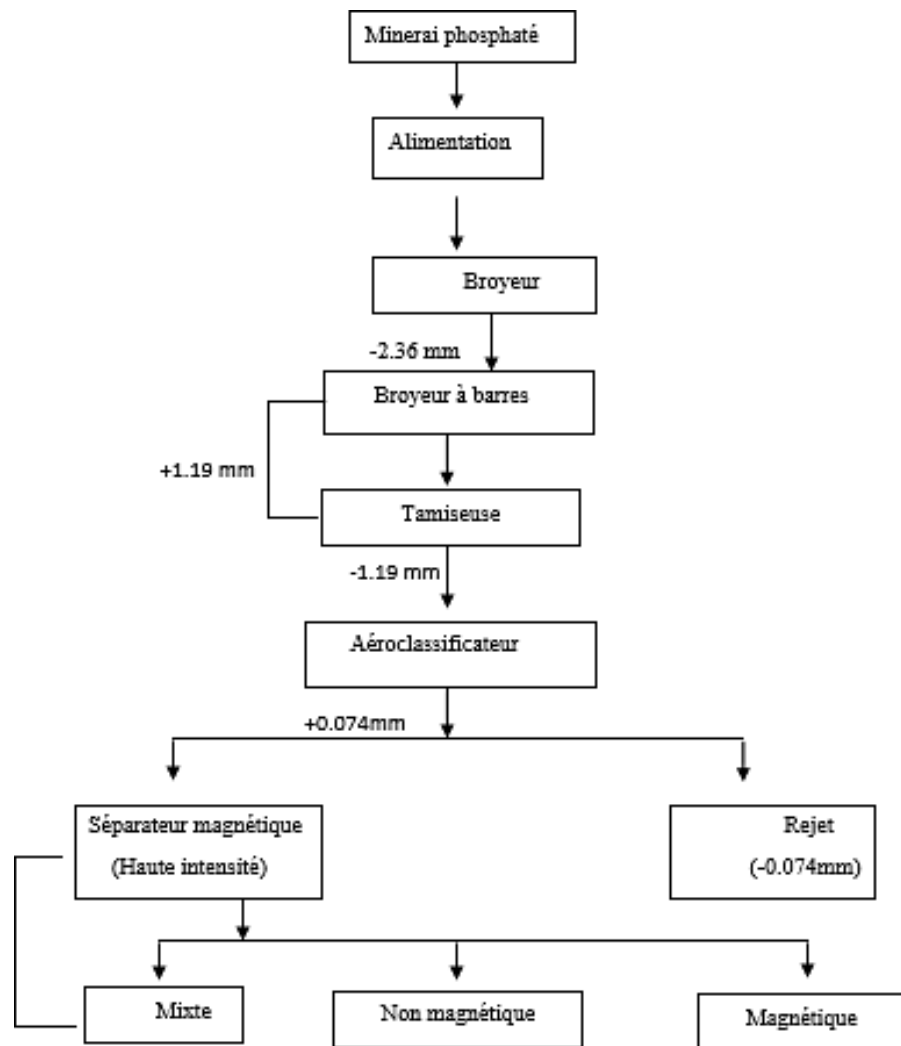 Minerai phosphaté
Alimentation
Broyeur
-2.36 mm
Broyeur à barres
+1.19 mm
Tamiseuse
-1.19 mm
Aéroclassificateur
+0.074mm
Séparateur magnétique
(Haute intensité)
Rejet
(-0.074mm)
Mixte
Non magnétique
Magnétique